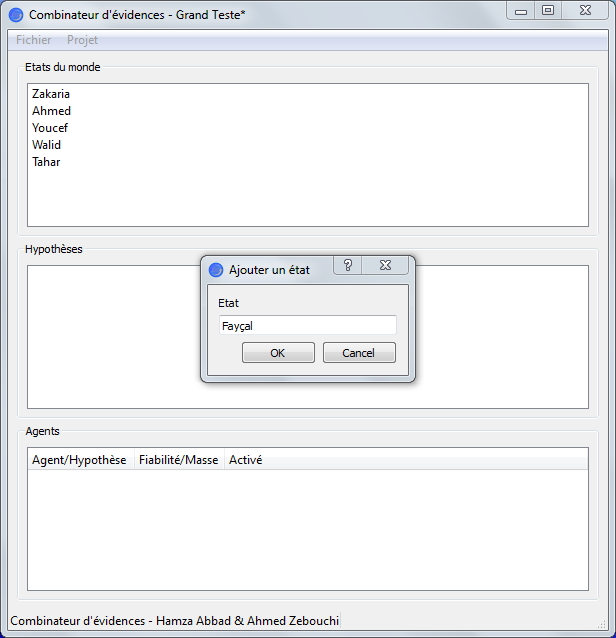 Combinateur d'évidences - Grand Teste*
Fichier Projet
Etats du monde
Zakaria
Ahmed
Youcef
Walid
Tahar
Hypothèses
Ajouter un état
?
Etat
Fayçal
OK Cancel
Agents
Agent/Hypothèse Fiabilité/Masse Activé
Combinateur d'évidences - Hamza Abbad & Ahmed Zebouchi